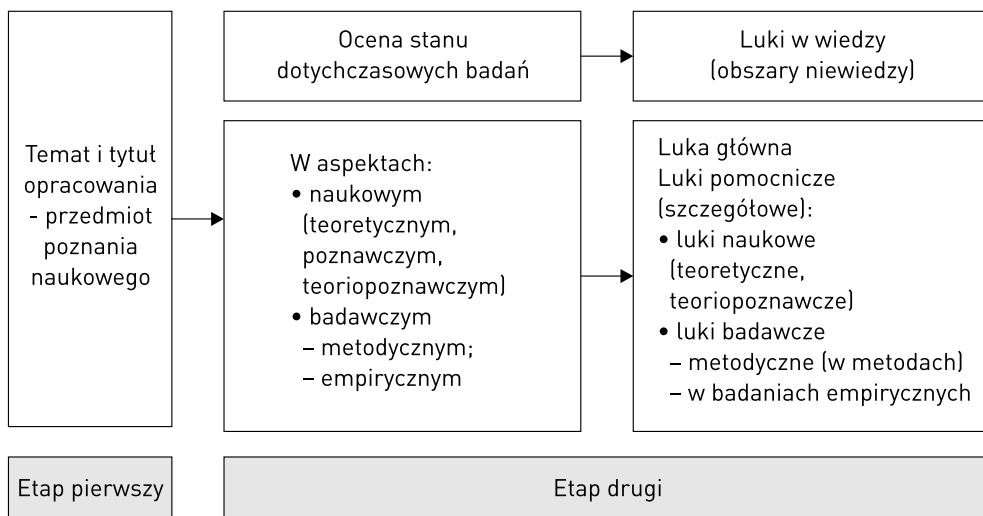 Temat i tytuł
opracowania
- przedmiot
poznania
naukowego
Ocena stanu
dotychczasowych badań
Luki w wiedzy
(obszary niewiedzy)
W aspektach:
• naukowym
(teoretycznym,
poznawczym,
teoriopoznawczym)
• badawczym
– metodycznym;
– empirycznym
Luka główna
Luki pomocnicze
(szczegółowe):
• luki naukowe
(teoretyczne,
teoriopoznawcze)
• luki badawcze
– metodyczne (w metodach)
– w badaniach empirycznych
Etap pierwszy
Etap drugi